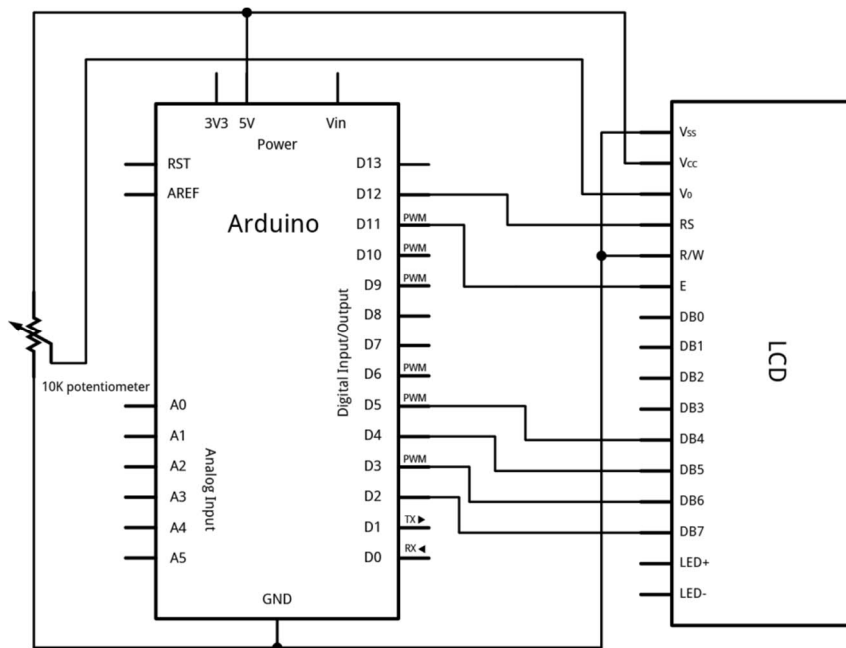 3V3 5V Vin
Power
RST
AREF
Arduino
D13
D12
D11 PWM
D10 PWM
D9 PWM
D8
D7
D6 PWM
D5 PWM
D4
D3 PWM
D2
D1 TX ▶
D0 RX ◀
Digital Input/Output
10K potentiometer
A0
A1
A2
A3
A4
A5
Analog Input
GND
Vss
Vcc
V0
RS
R/W
E
DB0
DB1
DB2
DB3
DB4
DB5
DB6
DB7
LED+
LED-
LCD